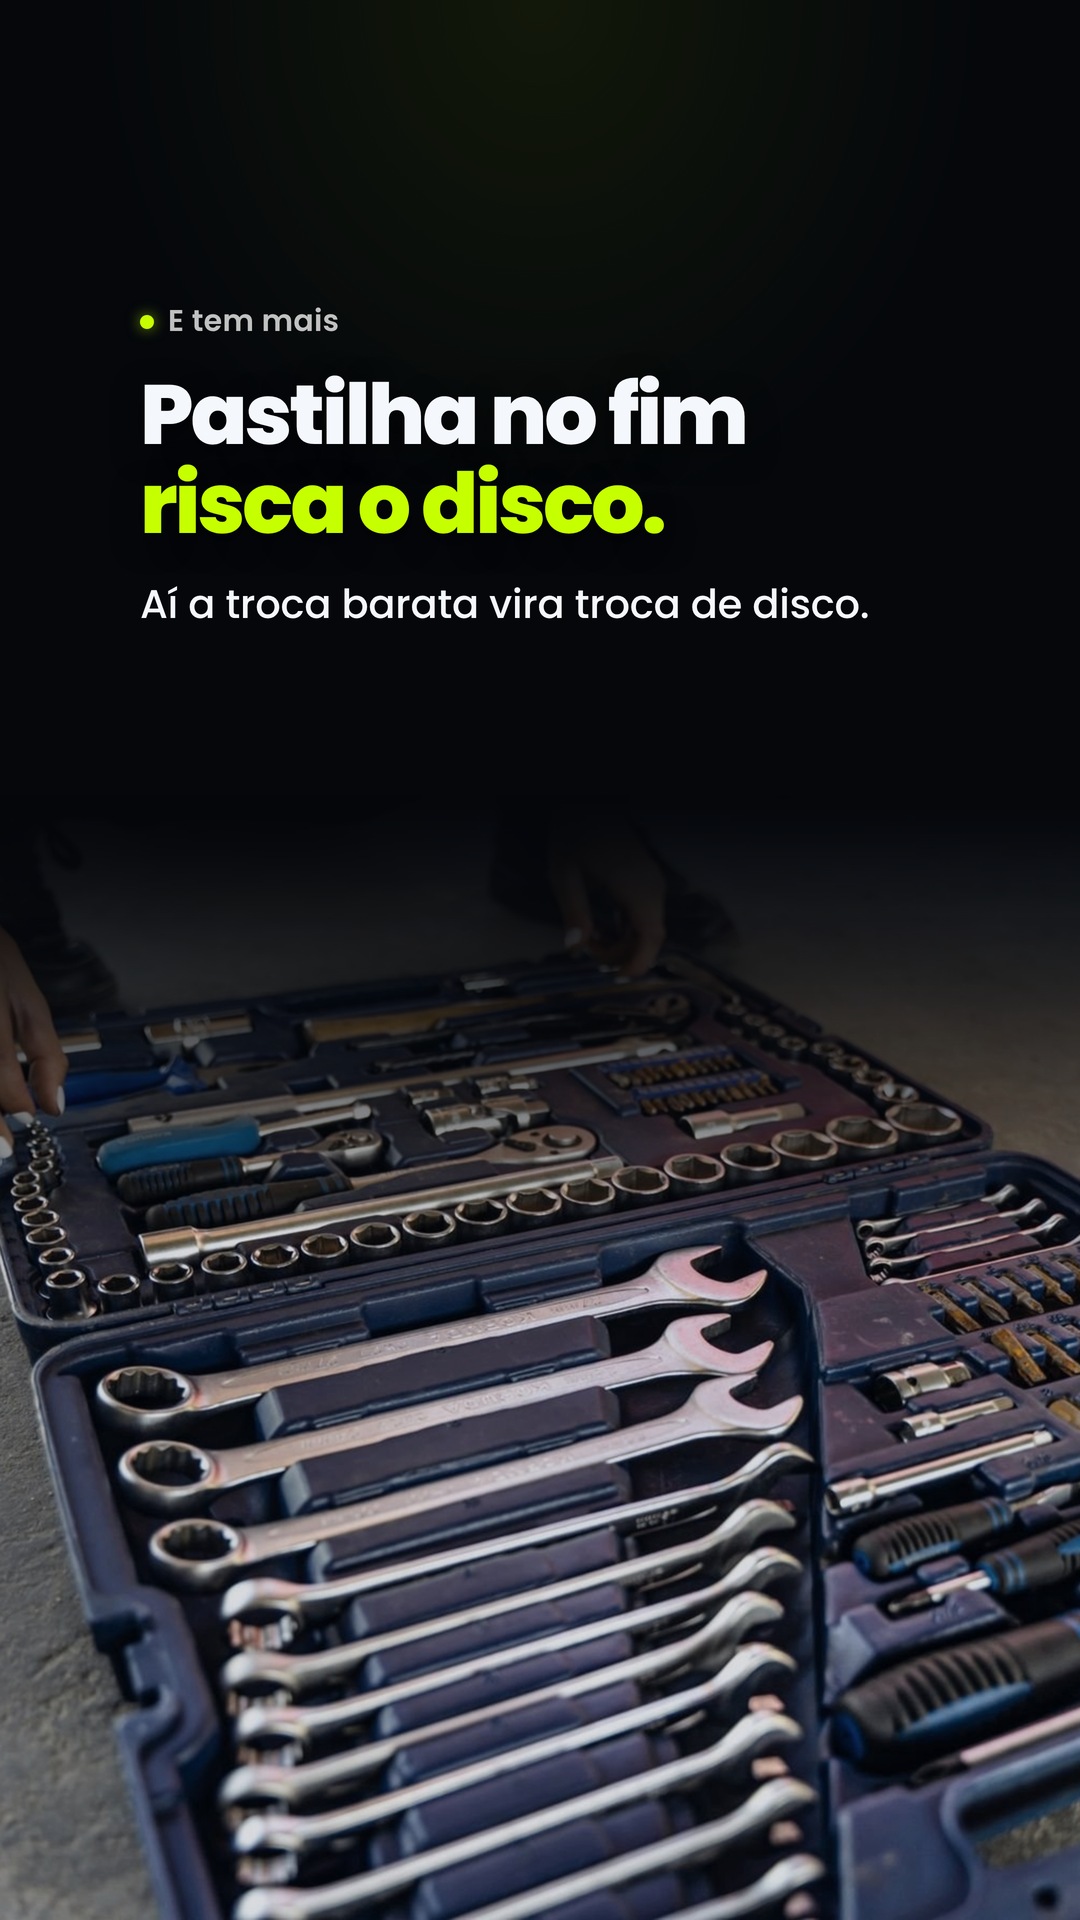 E tem mais
Pastilha no fim
risca o disco.
Aí a troca barata vira troca de disco.